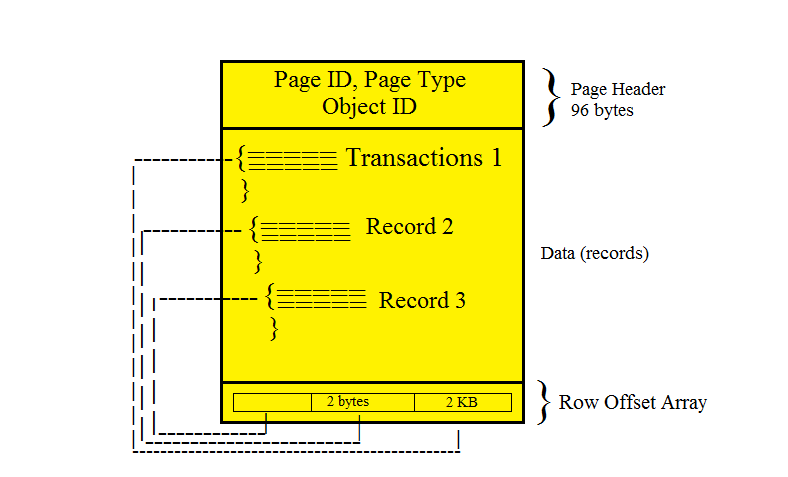 Page ID, Page Type
Object ID
Page Header
96 bytes
Transactions 1
Record 2
Data (records)
Record 3
2 bytes
2 KB
Row Offset Array